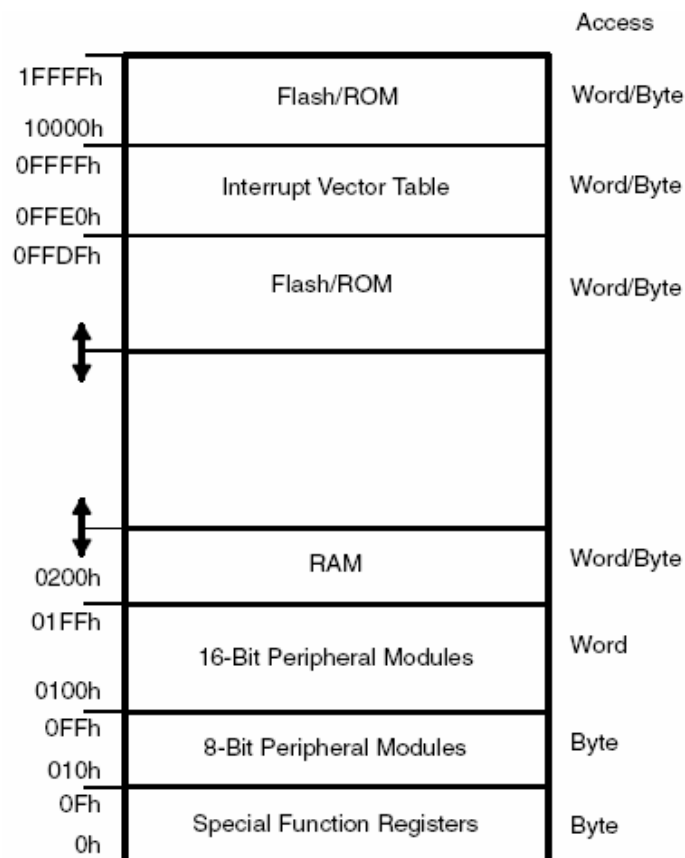 Access
1FFFFh
Flash/ROM
Word/Byte
10000h
0FFFFh
Interrupt Vector Table
Word/Byte
0FFE0h
0FFDFh
Flash/ROM
Word/Byte
RAM
Word/Byte
0200h
01FFh
16-Bit Peripheral Modules
Word
0100h
0FFh
8-Bit Peripheral Modules
Byte
010h
0Fh
Special Function Registers
Byte
0h